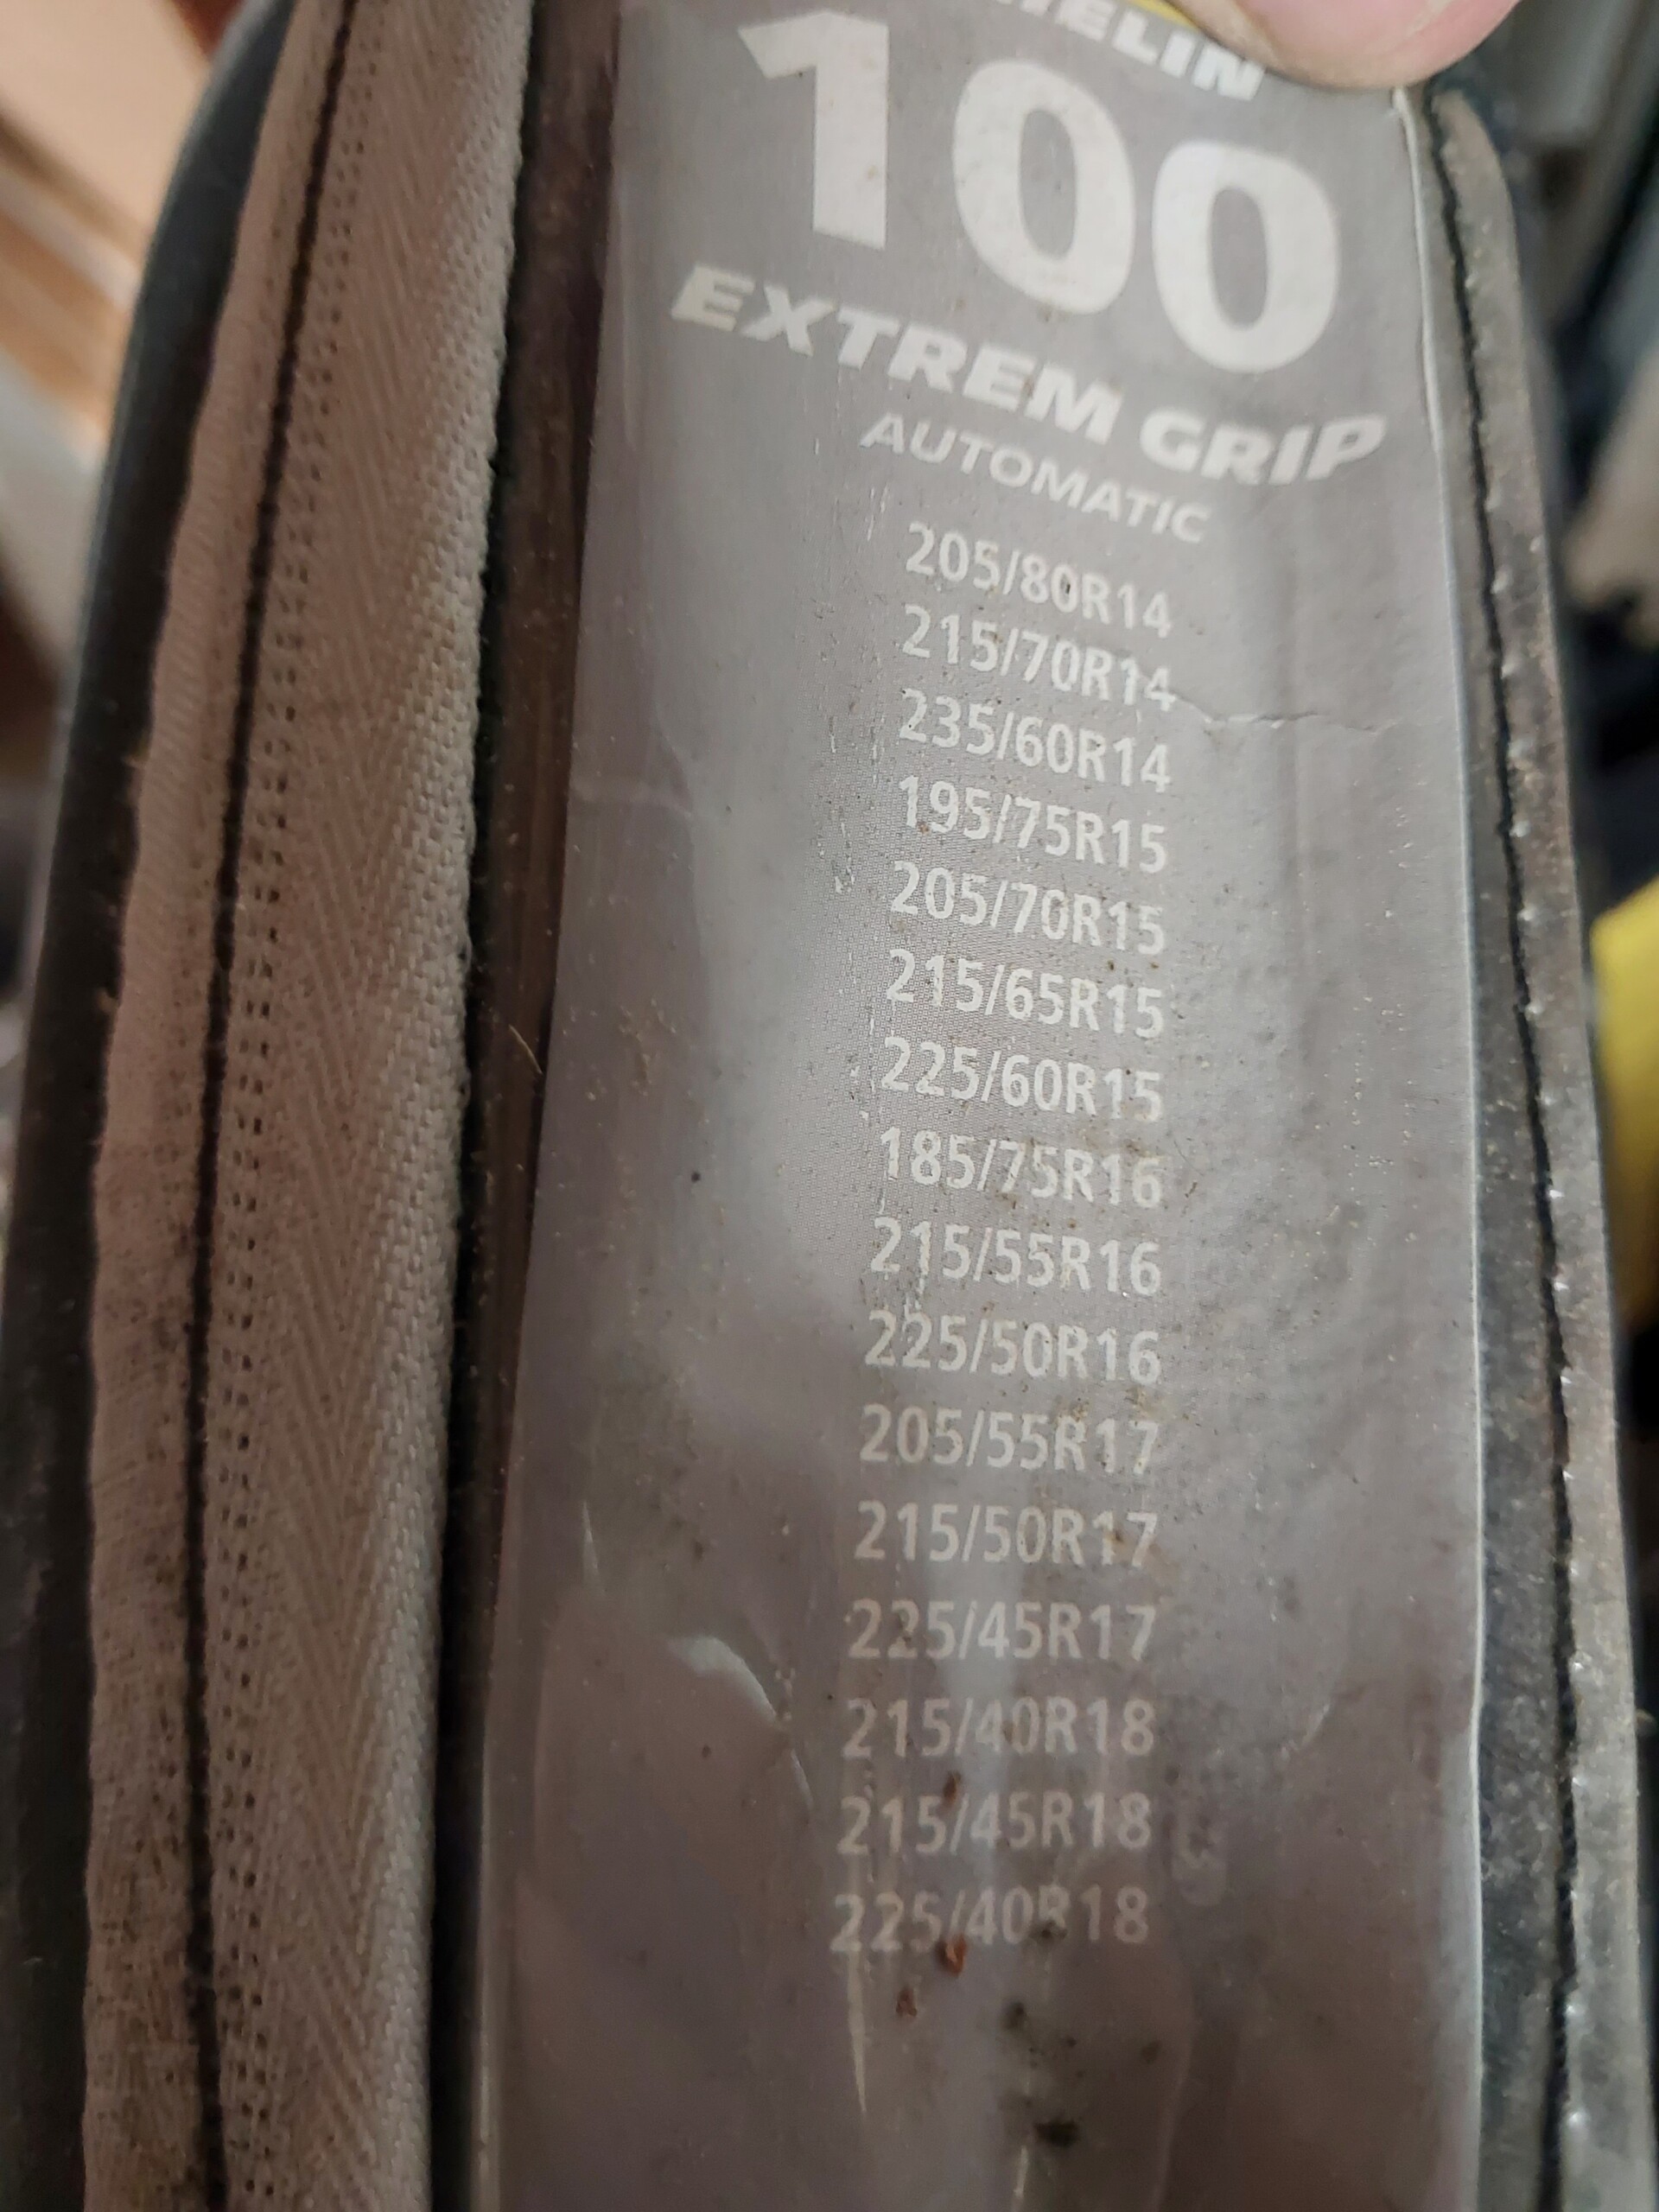 100
EXTREM GRIP
AUTOMATIC
205/80R14
215/70R14
235/60R14
195/75R15
205/70R15
215/65R15
225/60R15
185/75R16
215/55R16
225/50R16
205/55R17
215/50R17
225/45R17
215/40R18
215/45R18
225/40R18